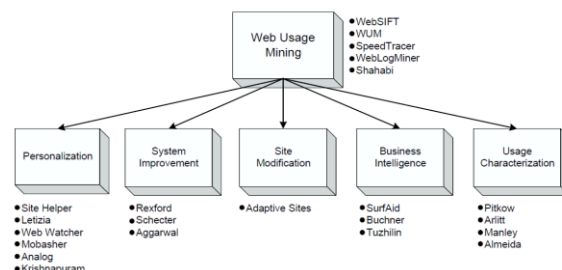 Web Usage
Mining
●WebSIFT
●WUM
●SpeedTracer
●WebLogMiner
●Shahabi
Personalization
System
Improvement
Site
Modification
Business
Intelligence
Usage
Characterization
●Site Helper
●Letizia
●Web Watcher
●Mobasher
●Analog
●Krishnapuram
●Rexford
●Schecter
●Aggarwal
●Adaptive Sites
●SurfAid
●Buchner
●Tuzhilin
●Pitkow
●Arlitt
●Manley
●Almeida